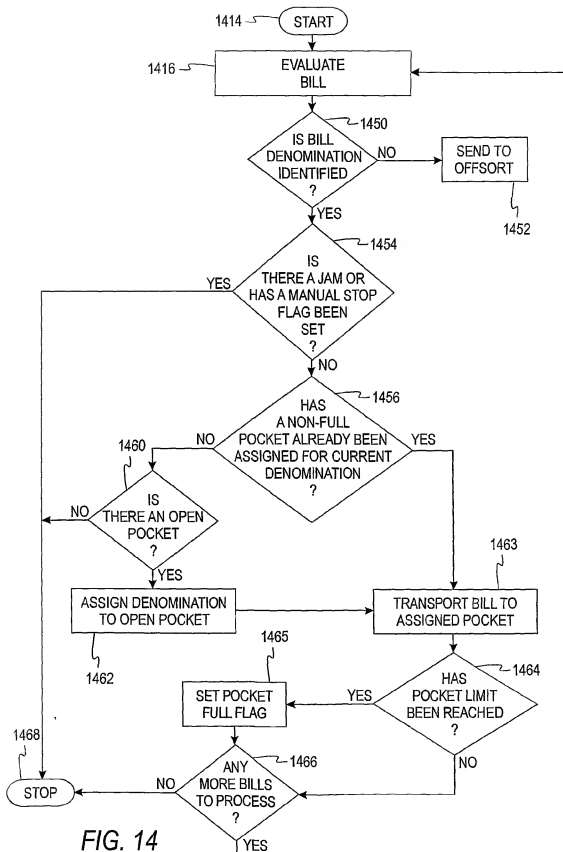 1414
START
1416
EVALUATE
BILL
1450
IS BILL
DENOMINATION
IDENTIFIED
?
NO
SEND TO
OFFSORT
1452
YES
1454
IS
THERE A JAM OR
HAS A MANUAL STOP
FLAG BEEN
SET
?
YES
NO
1456
HAS
A NON-FULL
POCKET ALREADY BEEN
ASSIGNED FOR CURRENT
DENOMINATION
?
NO
YES
1460
IS
THERE AN OPEN
POCKET
?
NO
YES
ASSIGN DENOMINATION
TO OPEN POCKET
1462
1463
TRANSPORT BILL TO
ASSIGNED POCKET
1464
HAS
POCKET LIMIT
BEEN REACHED
?
YES
NO
1465
SET POCKET
FULL FLAG
1466
ANY
MORE BILLS
TO PROCESS
?
NO
YES
1468
STOP
FIG. 14